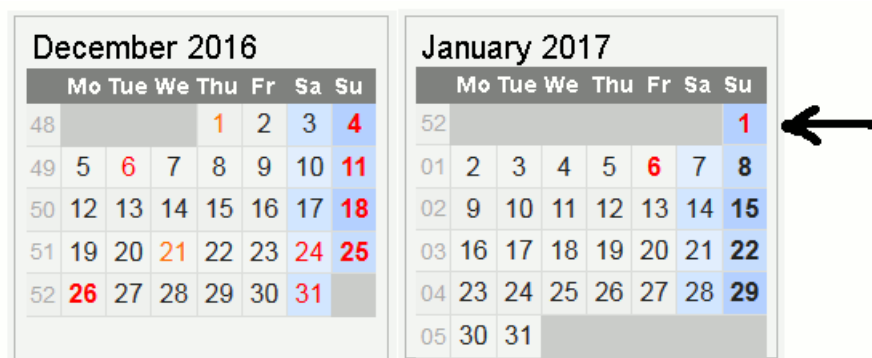 December 2016
Mo Tue We Thu Fr Sa Su
48 1 2 3 4
49 5 6 7 8 9 10 11
50 12 13 14 15 16 17 18
51 19 20 21 22 23 24 25
52 26 27 28 29 30 31
January 2017
Mo Tue We Thu Fr Sa Su
52 1
01 2 3 4 5 6 7 8
02 9 10 11 12 13 14 15
03 16 17 18 19 20 21 22
04 23 24 25 26 27 28 29
05 30 31